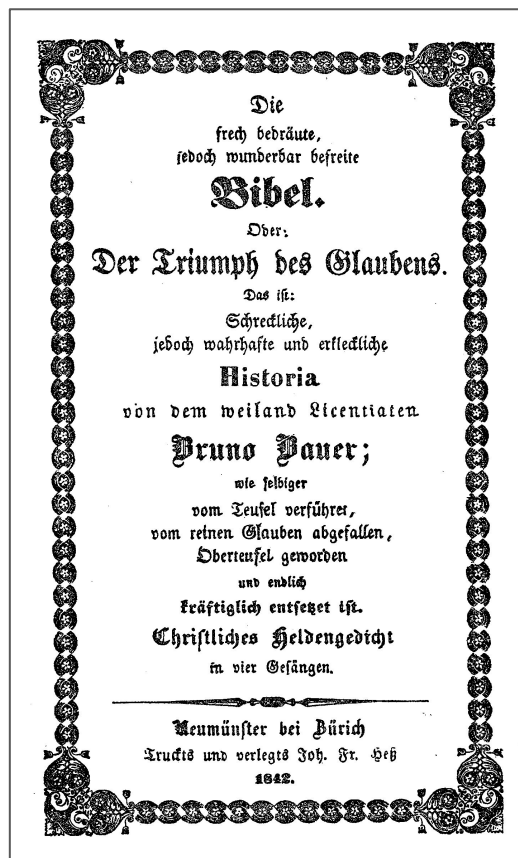 Die
frech bedräute,
jedoch wunderbar befreite
Bibel.
Oder:
Der Triumph des Glaubens.
Das ist:
Schreckliche,
jedoch wahrhafte und erkleckliche
Historia
von dem weiland Licentiaten
Bruno Bauer;
wie selbiger
vom Teufel verführet,
vom reinen Glauben abgefallen,
Oberteufel geworden
und endlich
kräftiglich entsetzet ist.
Christliches Heldengedicht
in vier Gesängen.
Neumünster bei Zürich
Truckts und verlegts Joh. Fr. Heß
1842.